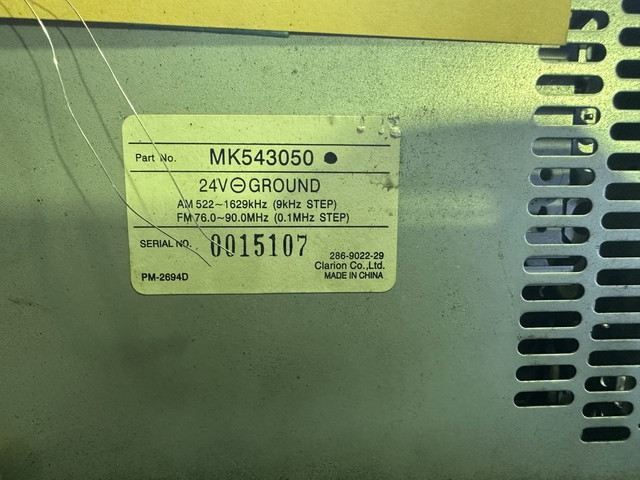 Part No. MK543050 ●
24V⊖GROUND
AM 522~1629kHz (9kHz STEP)
FM 76.0~90.0MHz (0.1MHz STEP)
SERIAL NO. 0015107
286-9022-29
Clarion Co.,Ltd.
PM-2694D MADE IN CHINA